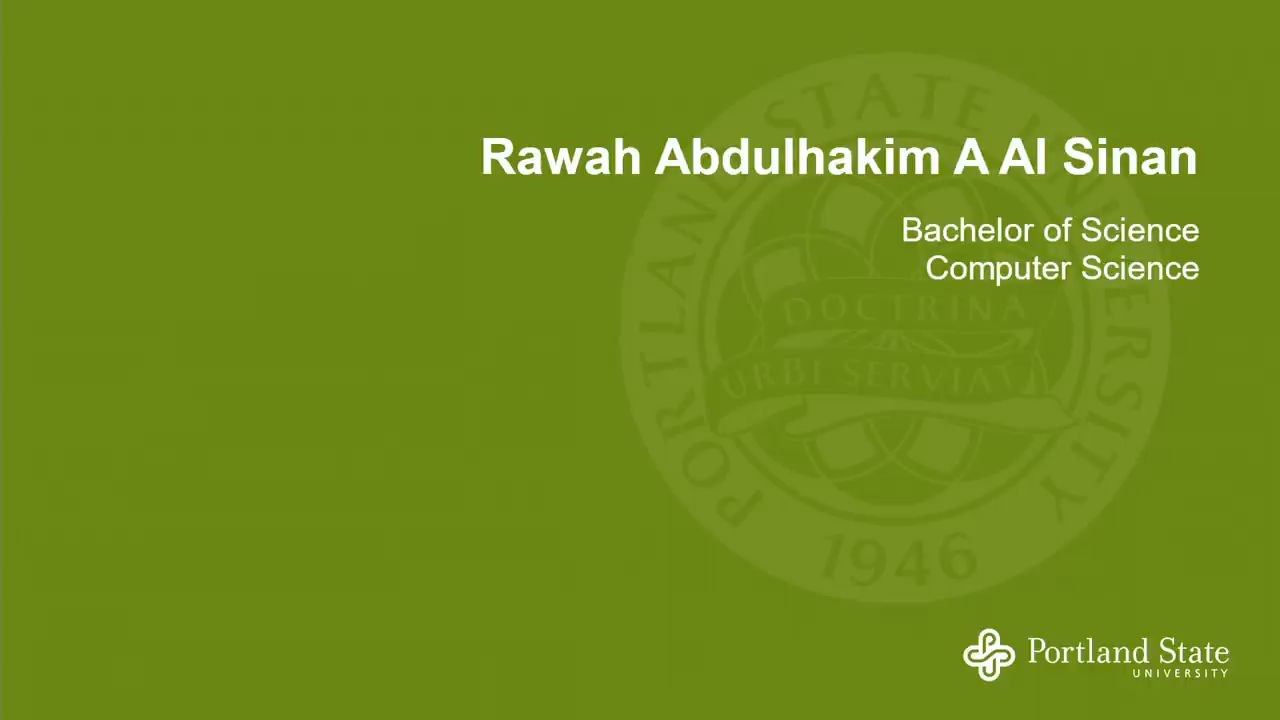 Rawah Abdulhakim A Al Sinan
Bachelor of Science
Computer Science
PORTLAND STATE UNIVERSITY
DOCTRINA
URBI SERVIAT
1946
Portland State
UNIVERSITY